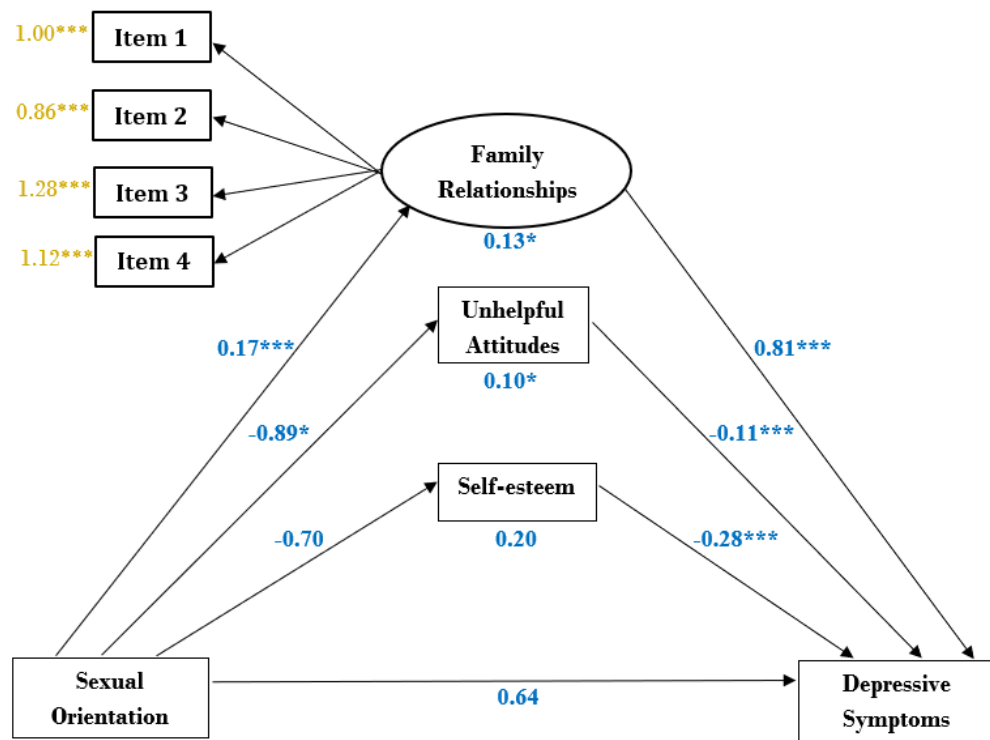 1.00***
Item 1
0.86***
Item 2
1.28***
Item 3
1.12***
Item 4
Family
Relationships
0.13*
Unhelpful
Attitudes
0.10*
0.17***
0.81***
-0.89*
-0.11***
Self-esteem
0.20
-0.70
-0.28***
Sexual
Orientation
0.64
Depressive
Symptoms